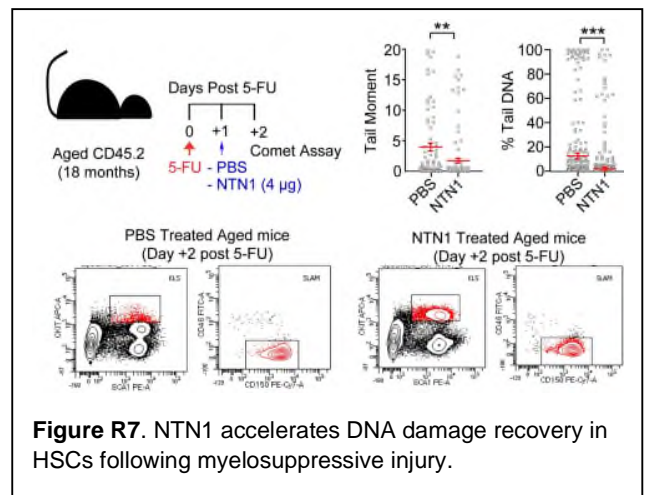 Days Post 5-FU
0 +1 +2
Comet Assay
Aged CD45.2
(18 months)
5-FU
- PBS
- NTN1 (4 µg)
**
Tail Moment
20
15
10
5
0
PBS
NTN1
***
% Tail DNA
100
80
60
40
20
0
PBS
NTN1
PBS Treated Aged mice
(Day +2 post 5-FU)
NTN1 Treated Aged mice
(Day +2 post 5-FU)
CKIT APC-A
SCA1 PE-A
SLAM
CD48 FITC-A
CD150 PE-Cy7-A
CKIT APC-A
SCA1 PE-A
SLAM
CD48 FITC-A
CD150 PE-Cy7-A
Figure R7. NTN1 accelerates DNA damage recovery in
HSCs following myelosuppressive injury.